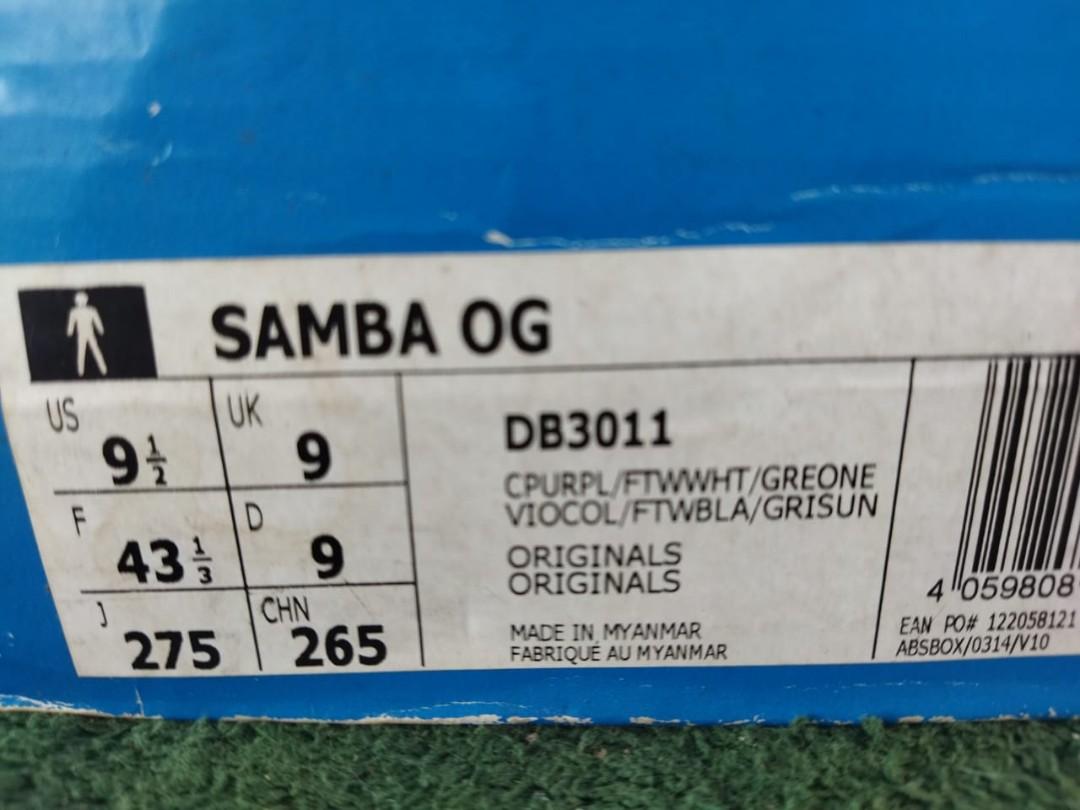 SAMBA OG
US 9 1/2
UK 9
F 43 1/3
D 9
J 275
CHN 265
DB3011
CPURPL/FTWWHT/GREONE
VIOCOL/FTWBLA/GRISUN
ORIGINALS
ORIGINALS
MADE IN MYANMAR
FABRIQUÉ AU MYANMAR
4 059808
EAN PO# 122058121
ABSBOX/0314/V10